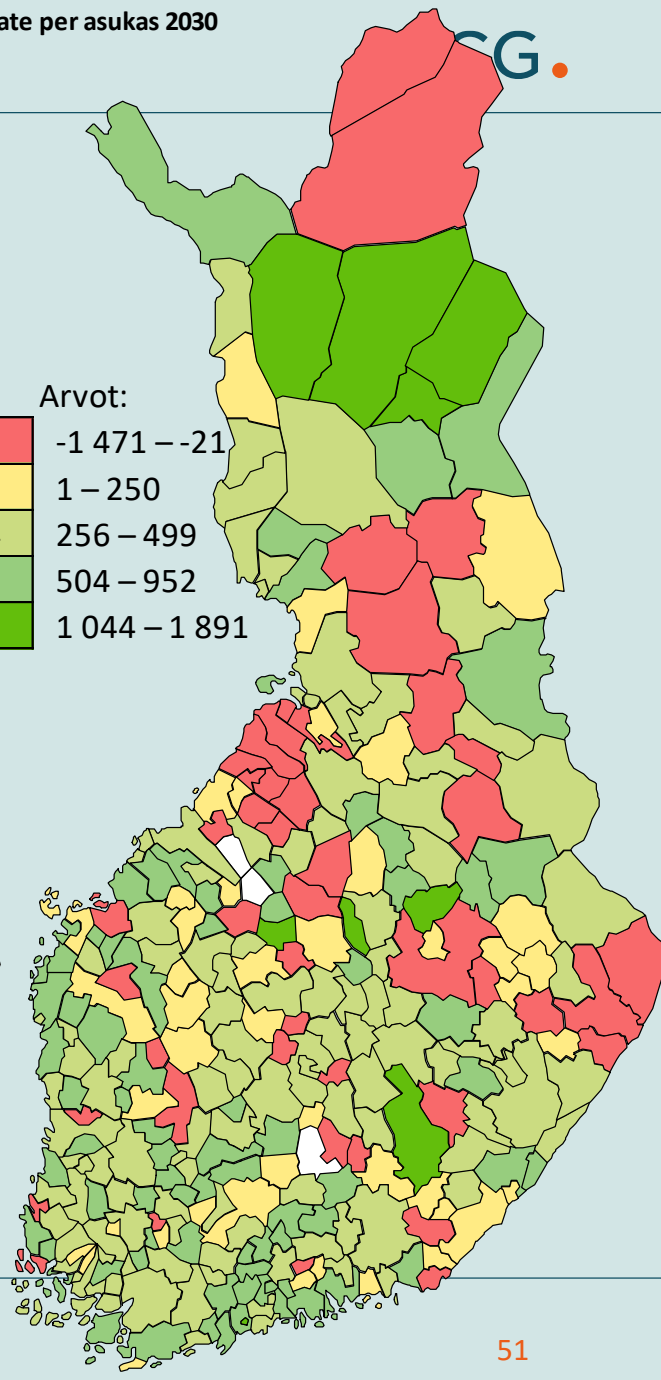 ate per asukas 2030
CG.
Arvot:
-1 471 – -21
1 – 250
256 – 499
504 – 952
1 044 – 1 891
51